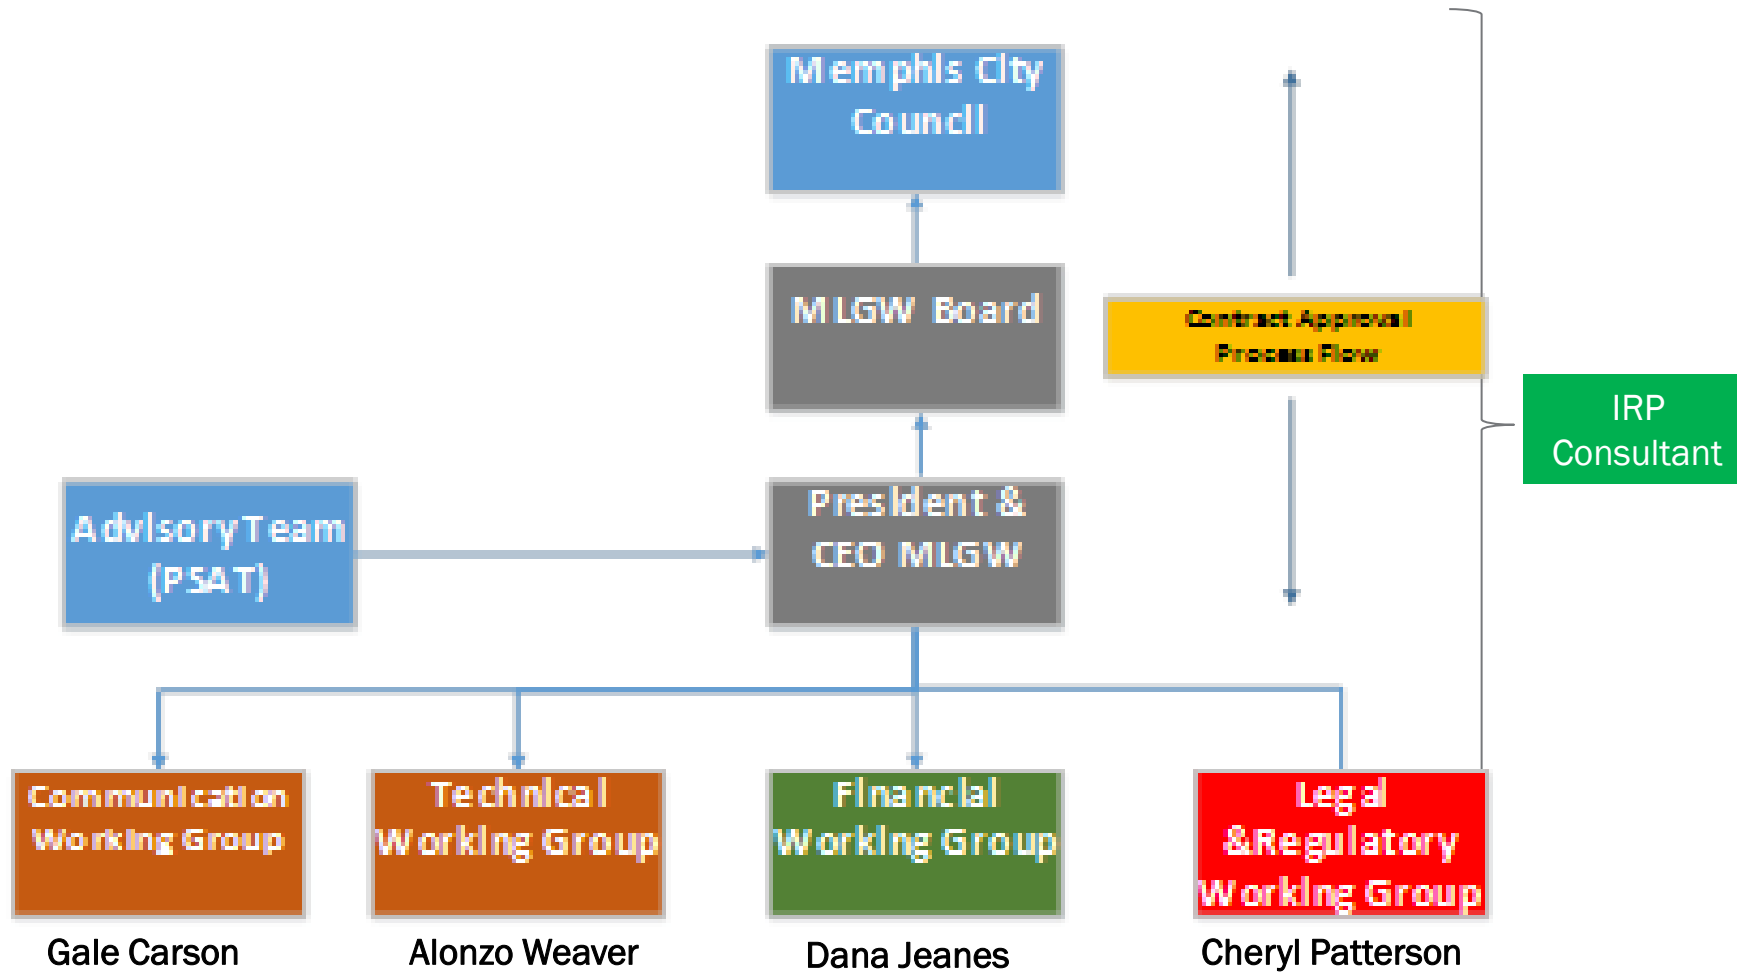 Memphis City
Council
MLGW Board
Contract Approval
Process Flow
IRP
Consultant
Advisory Team
(PSAT)
President &
CEO MLGW
Communication
Working Group
Technical
Working Group
Financial
Working Group
Legal
&Regulatory
Working Group
Gale Carson
Alonzo Weaver
Dana Jeanes
Cheryl Patterson